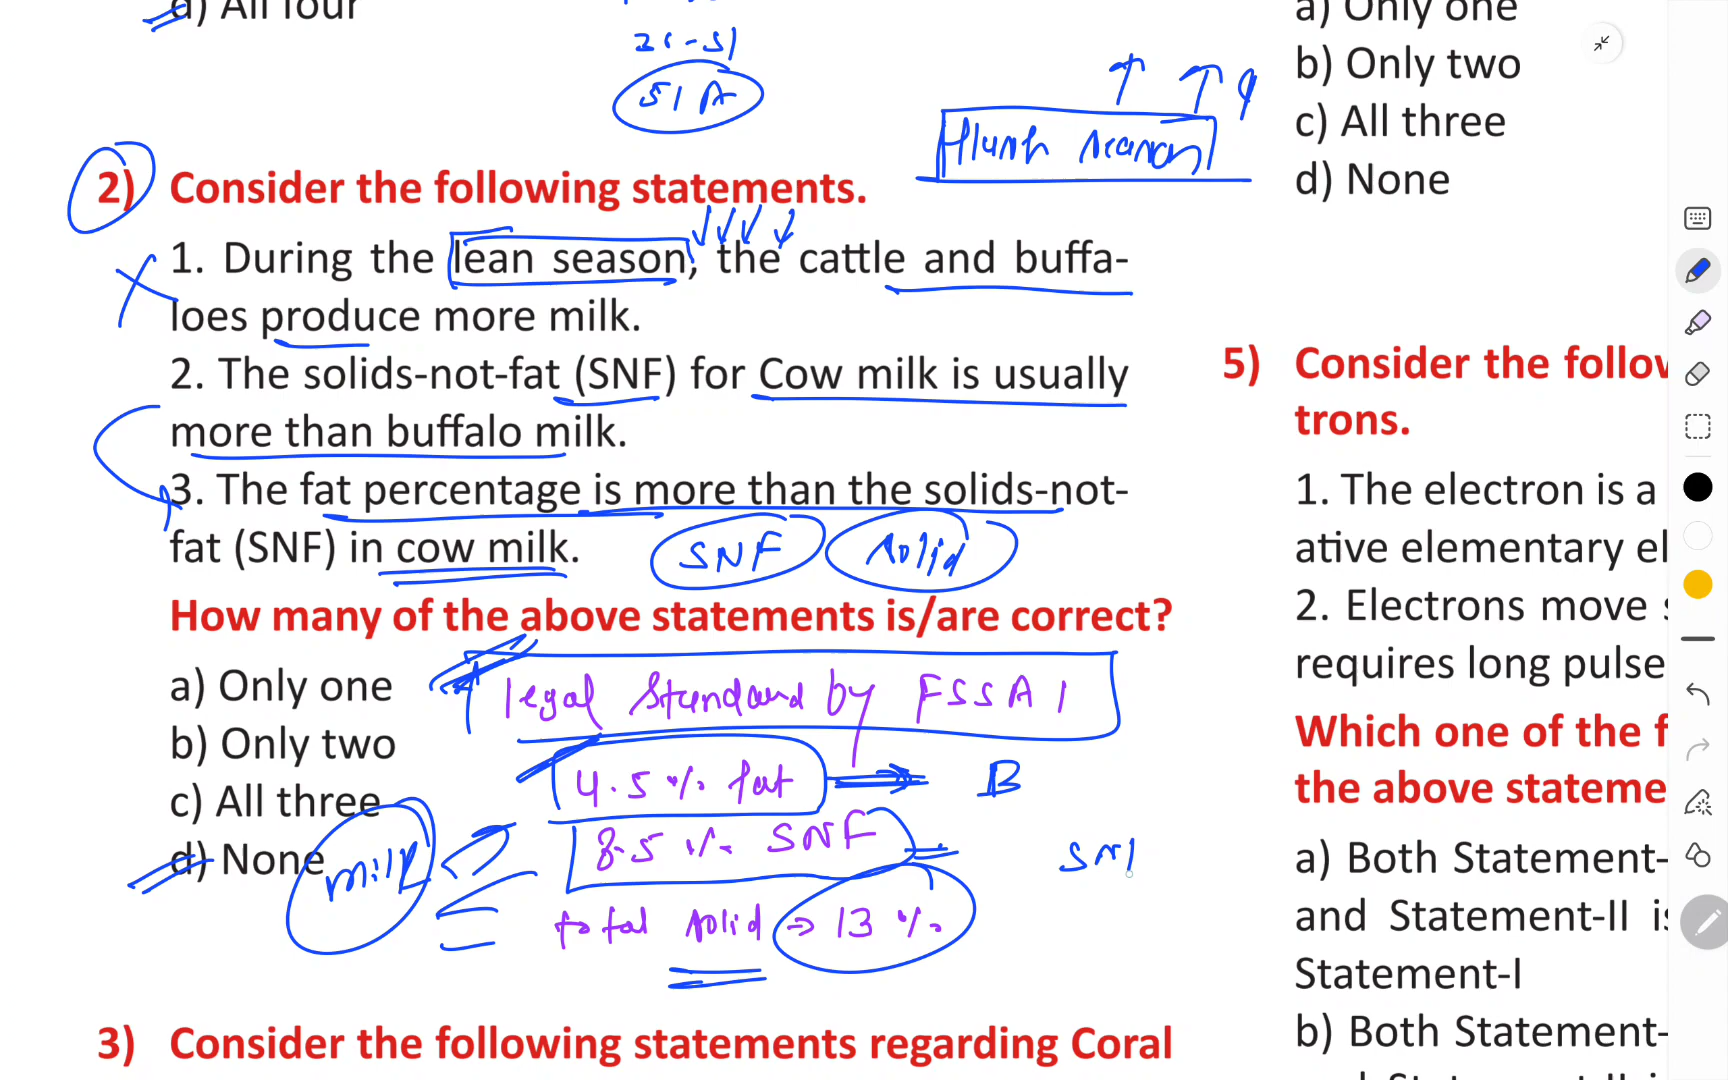 d) All four
21-51
51 A
flush season
2) Consider the following statements.
1. During the lean season, the cattle and buffa-
loes produce more milk.
2. The solids-not-fat (SNF) for Cow milk is usually
more than buffalo milk.
3. The fat percentage is more than the solids-not-
fat (SNF) in cow milk.
SNF solid
How many of the above statements is/are correct?
a) Only one
b) Only two
c) All three
d) None
legal standard by FSSAI
4.5 % fat B
8.5 % SNF
milk
total solid → 13 %
3) Consider the following statements regarding Coral
a) Only one
b) Only two
c) All three
d) None
5) Consider the follow
trons.
1. The electron is a
ative elementary el
2. Electrons move s
requires long pulse
Which one of the f
the above stateme
a) Both Statement-
and Statement-II is
Statement-I
b) Both Statement-